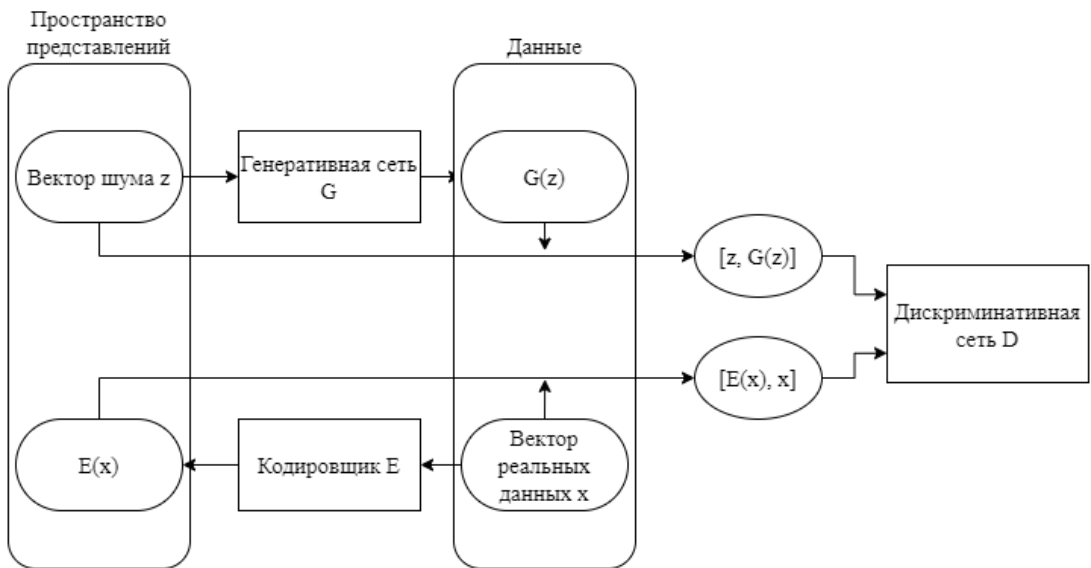 Пространство
представлений
Данные
Вектор шума z
Генеративная сеть
G
G(z)
[z, G(z)]
Дискриминативная
сеть D
[E(x), x]
E(x)
Кодировщик E
Вектор
реальных
данных x